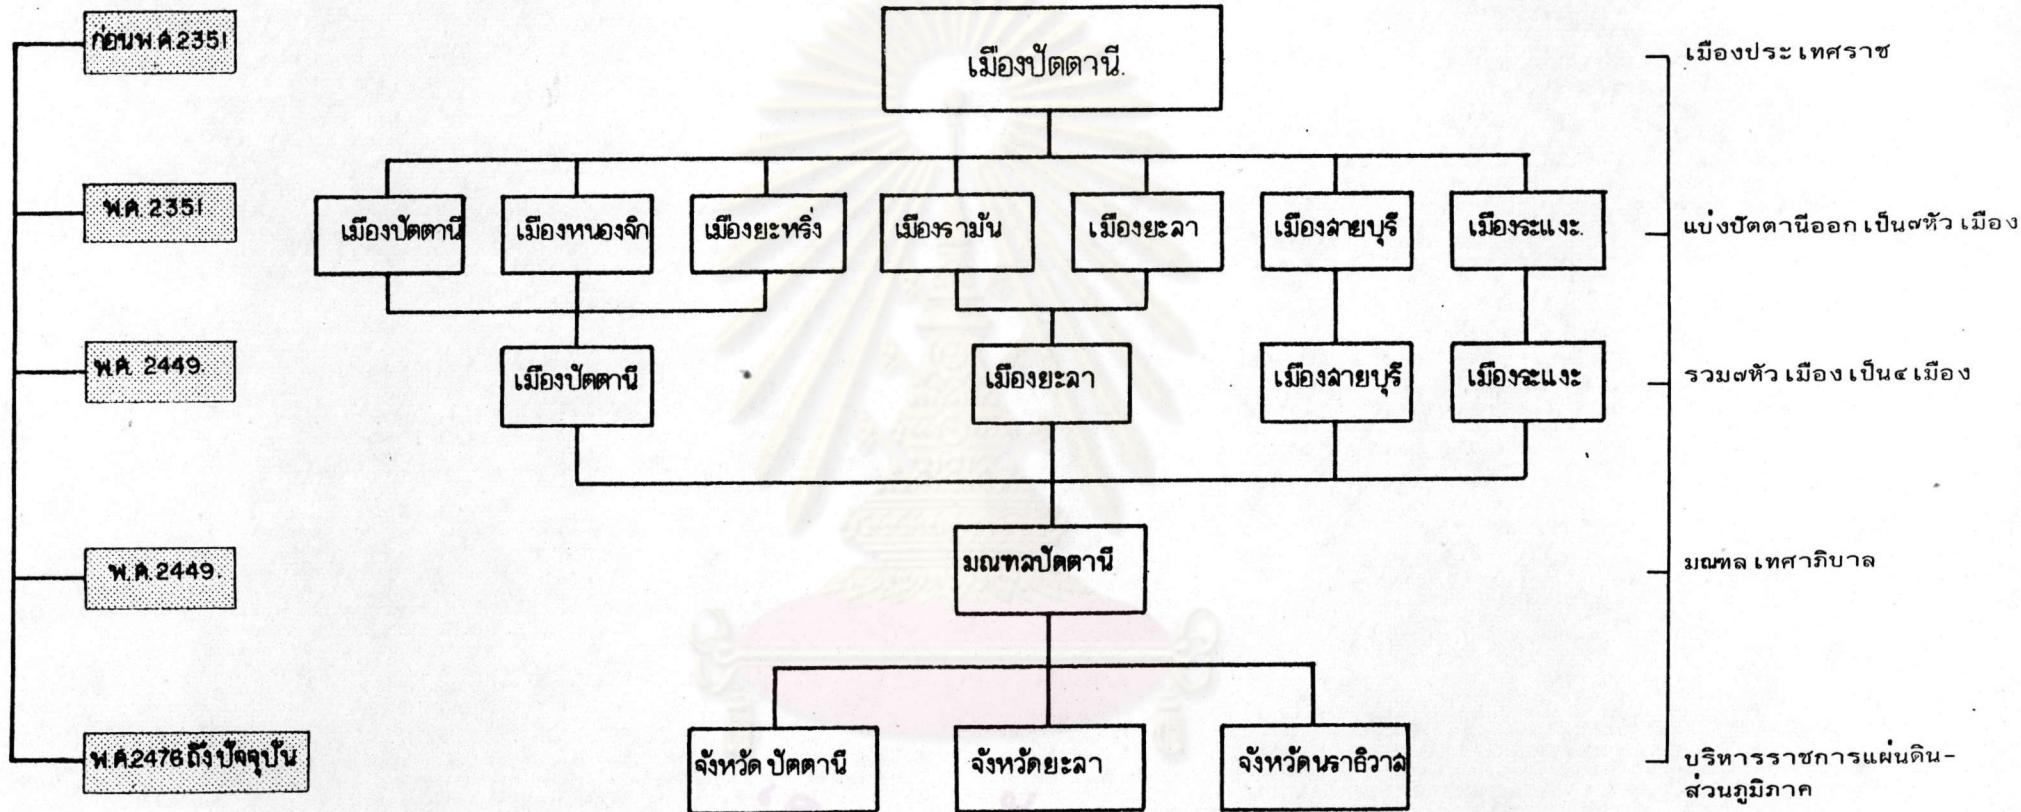 ก่อนพ.ศ.2351
เมืองปัตตานี.
เมืองประเทศราช
พ.ศ. 2351
เมืองปัตตานี
เมืองหนองจิก
เมืองยะหริ่ง
เมืองรามัน
เมืองยะลา
เมืองสายบุรี
เมืองระแงะ.
แบ่งปัตตานีออกเป็น๗หัวเมือง
พ.ศ. 2449.
เมืองปัตตานี
เมืองยะลา
เมืองสายบุรี
เมืองระแงะ
รวม๗หัวเมืองเป็น๔เมือง
พ.ศ.2449.
มณฑลปัตตานี
มณฑลเทศาภิบาล
พ.ศ.2476ถึงปัจจุบัน
จังหวัดปัตตานี
จังหวัดยะลา
จังหวัดนราธิวาส
บริหารราชการแผ่นดิน-
ส่วนภูมิภาค